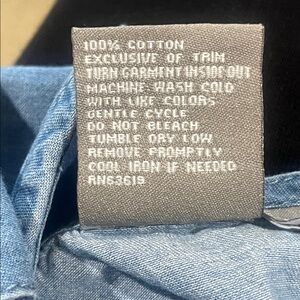 100% COTTON
EXCLUSIVE OF TRIM
TURN GARMENT INSIDE OUT
MACHINE WASH COLD
WITH LIKE COLORS
GENTLE CYCLE
DO NOT BLEACH
TUMBLE DRY LOW
REMOVE PROMPTLY
COOL IRON IF NEEDED
RN63619